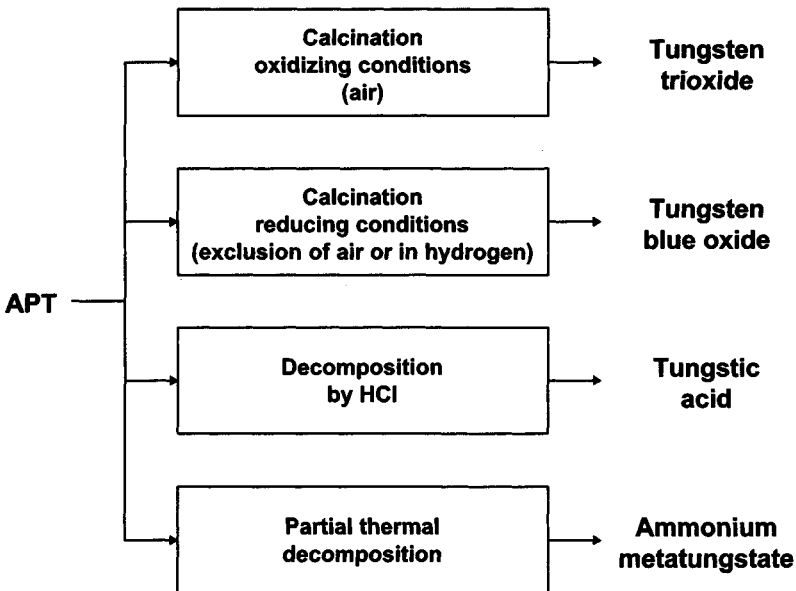 APT
Calcination
oxidizing conditions
(air)
Tungsten
trioxide
Calcination
reducing conditions
(exclusion of air or in hydrogen)
Tungsten
blue oxide
Decomposition
by HCl
Tungstic
acid
Partial thermal
decomposition
Ammonium
metatungstate